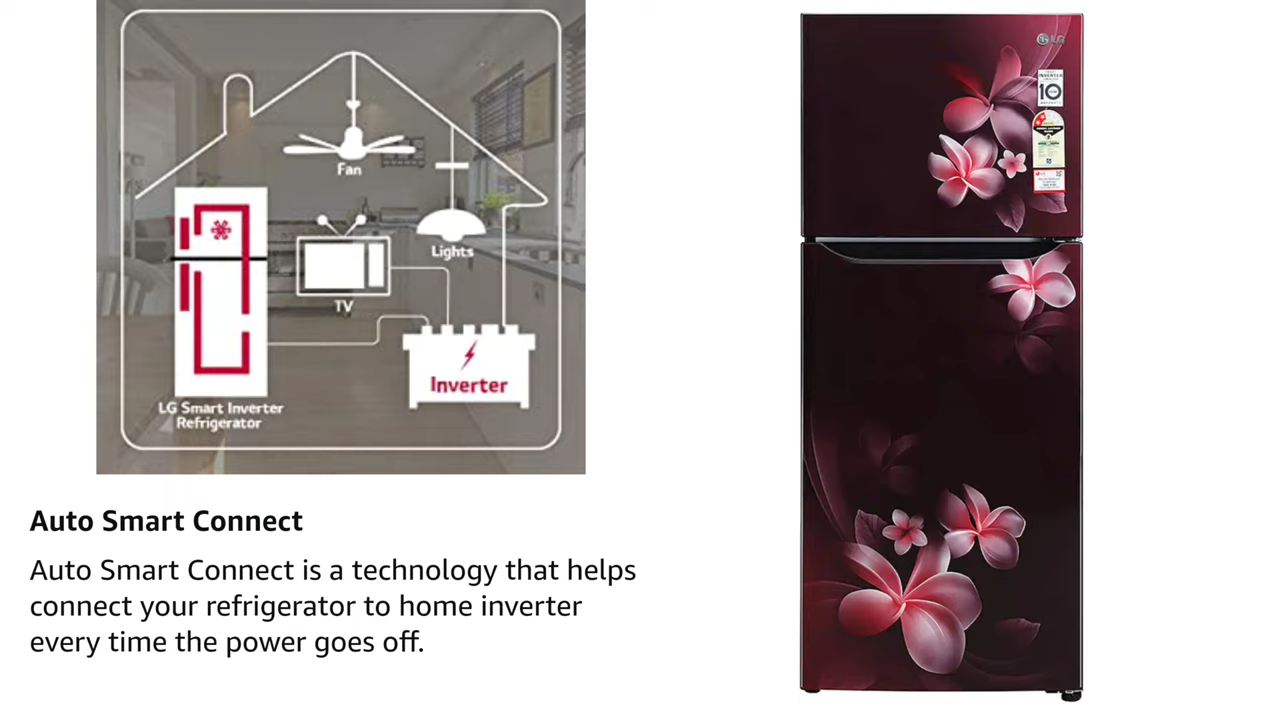 Fan
Lights
TV
Inverter
LG Smart Inverter
Refrigerator
Auto Smart Connect
Auto Smart Connect is a technology that helps
connect your refrigerator to home inverter
every time the power goes off.
LG
INVERTER
10